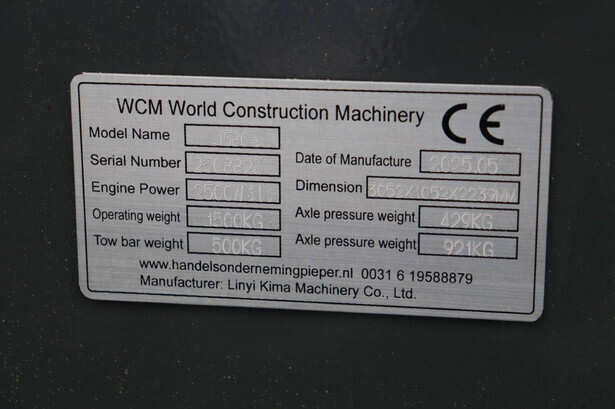 WCM World Construction Machinery CE
Model Name
Serial Number
Date of Manufacture 2025.05
Engine Power
Dimension
Operating weight 1500KG
Axle pressure weight 429KG
Tow bar weight 500KG
Axle pressure weight 921KG
www.handelsondernemingpieper.nl 0031 6 19588879
Manufacturer: Linyi Kima Machinery Co., Ltd.